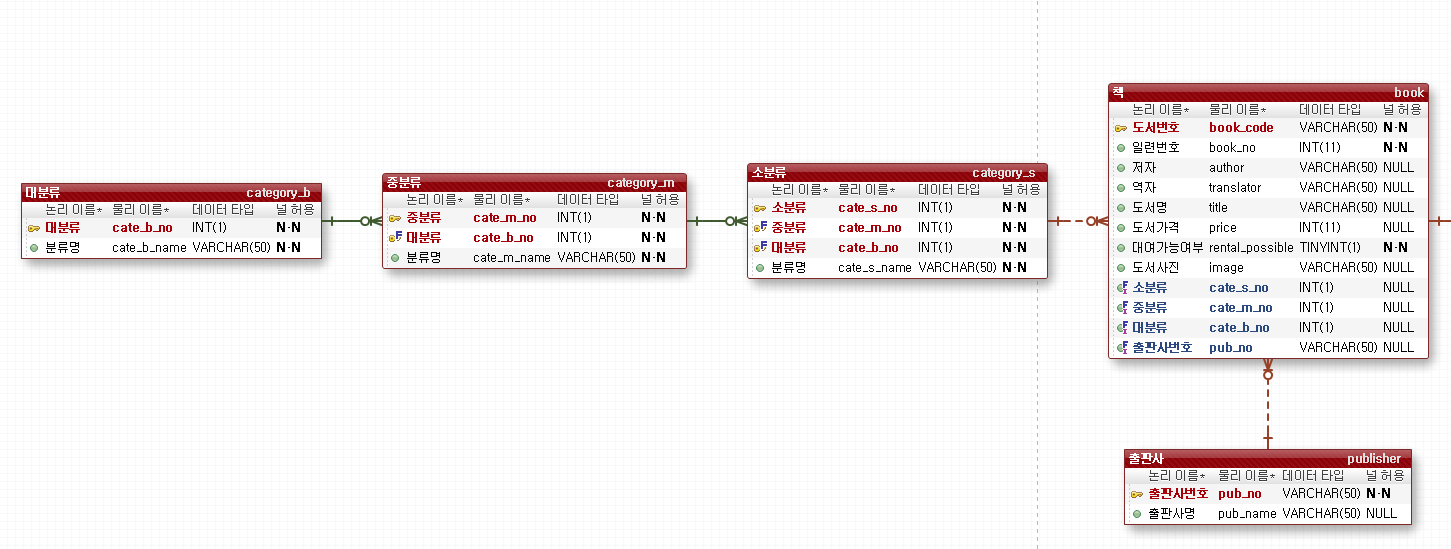 대분류 category_b
논리 이름* 물리 이름* 데이터 타입 널 허용
대분류 cate_b_no INT(1) N·N
분류명 cate_b_name VARCHAR(50) N·N
중분류 category_m
논리 이름* 물리 이름* 데이터 타입 널 허용
중분류 cate_m_no INT(1) N·N
대분류 cate_b_no INT(1) N·N
분류명 cate_m_name VARCHAR(50) N·N
소분류 category_s
논리 이름* 물리 이름* 데이터 타입 널 허용
소분류 cate_s_no INT(1) N·N
중분류 cate_m_no INT(1) N·N
대분류 cate_b_no INT(1) N·N
분류명 cate_s_name VARCHAR(50) N·N
책 book
논리 이름* 물리 이름* 데이터 타입 널 허용
도서번호 book_code VARCHAR(50) N·N
일련번호 book_no INT(11) N·N
저자 author VARCHAR(50) NULL
역자 translator VARCHAR(50) NULL
도서명 title VARCHAR(50) NULL
도서가격 price INT(11) NULL
대여가능여부 rental_possible TINYINT(1) N·N
도서사진 image VARCHAR(50) NULL
소분류 cate_s_no INT(1) NULL
중분류 cate_m_no INT(1) NULL
대분류 cate_b_no INT(1) NULL
출판사번호 pub_no VARCHAR(50) NULL
출판사 publisher
논리 이름* 물리 이름* 데이터 타입 널 허용
출판사번호 pub_no VARCHAR(50) N·N
출판사명 pub_name VARCHAR(50) NULL